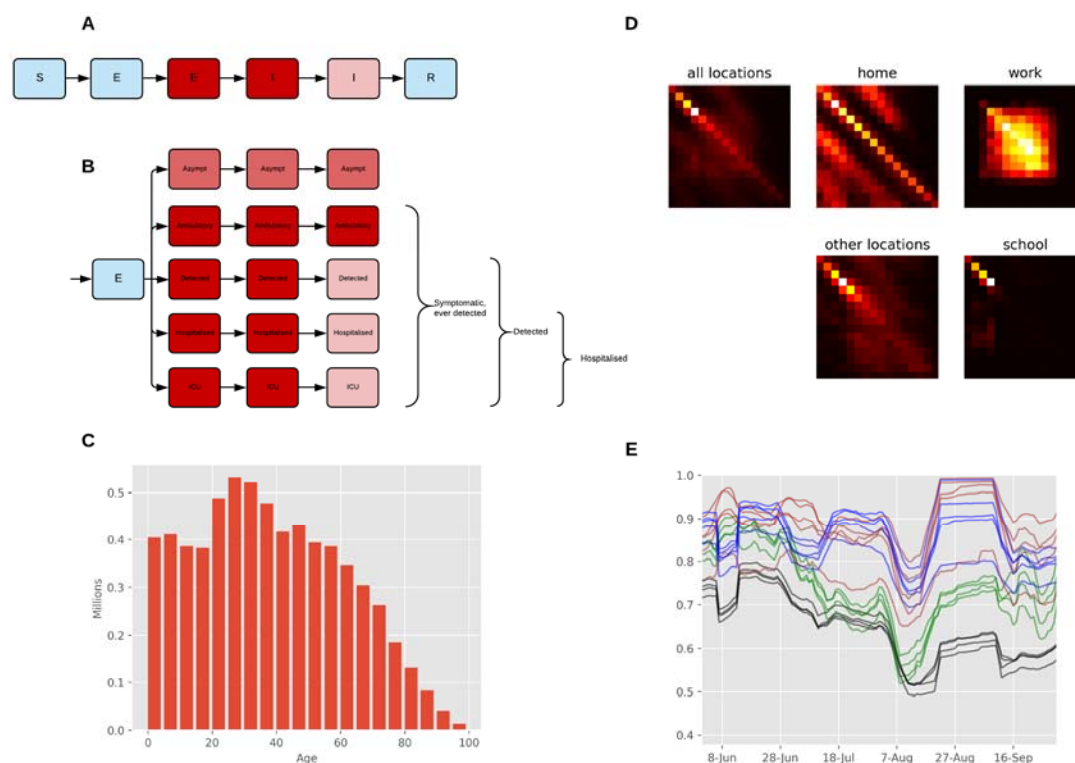 A
S
E
E
I
I
R
B
E
Asympt
Asympt
Asympt
Ambulatory
Ambulatory
Ambulatory
Detected
Detected
Detected
Hospitalised
Hospitalised
Hospitalised
ICU
ICU
ICU
Symptomatic,
ever detected
Detected
Hospitalised
C
Millions
0.5
0.4
0.3
0.2
0.1
0.0
0
20
40
60
80
100
Age
D
all locations
home
work
other locations
school
E
1.0
0.9
0.8
0.7
0.6
0.5
0.4
8-Jun
28-Jun
18-Jul
7-Aug
27-Aug
16-Sep